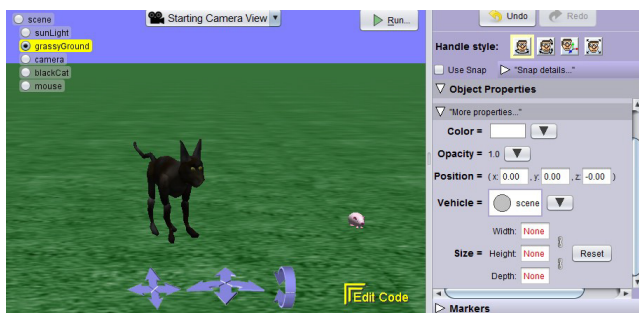 scene
sunLight
grassyGround
camera
blackCat
mouse
Starting Camera View
Run...
Edit Code
Undo
Redo
Handle style:
Use Snap
"Snap details..."
Object Properties
"More properties..."
Color =
Opacity = 1.0
Position = ( x: 0.00 , y: 0.00 , z: -0.00 )
Vehicle = scene
Width: None
Size = Height: None Reset
Depth: None
Markers